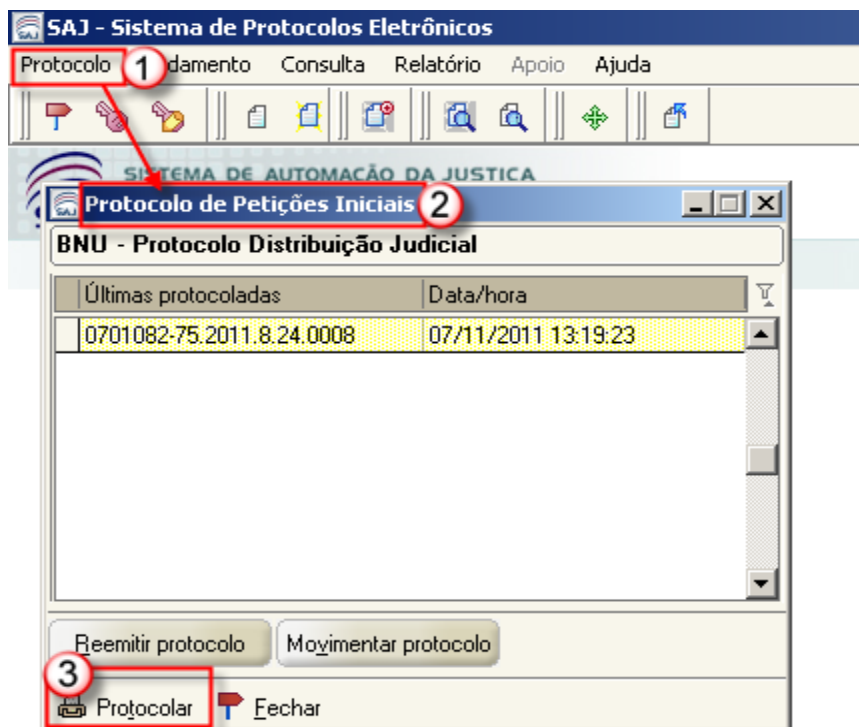 SAJ - Sistema de Protocolos Eletrônicos
Protocolo 1 damento Consulta Relatório Apoio Ajuda
SISTEMA DE AUTOMAÇÃO DA JUSTIÇA
Protocolo de Petições Iniciais 2
BNU - Protocolo Distribuição Judicial
Últimas protocoladas Data/hora
0701082-75.2011.8.24.0008 07/11/2011 13:19:23
Reemitir protocolo Movimentar protocolo
3
Protocolar Fechar